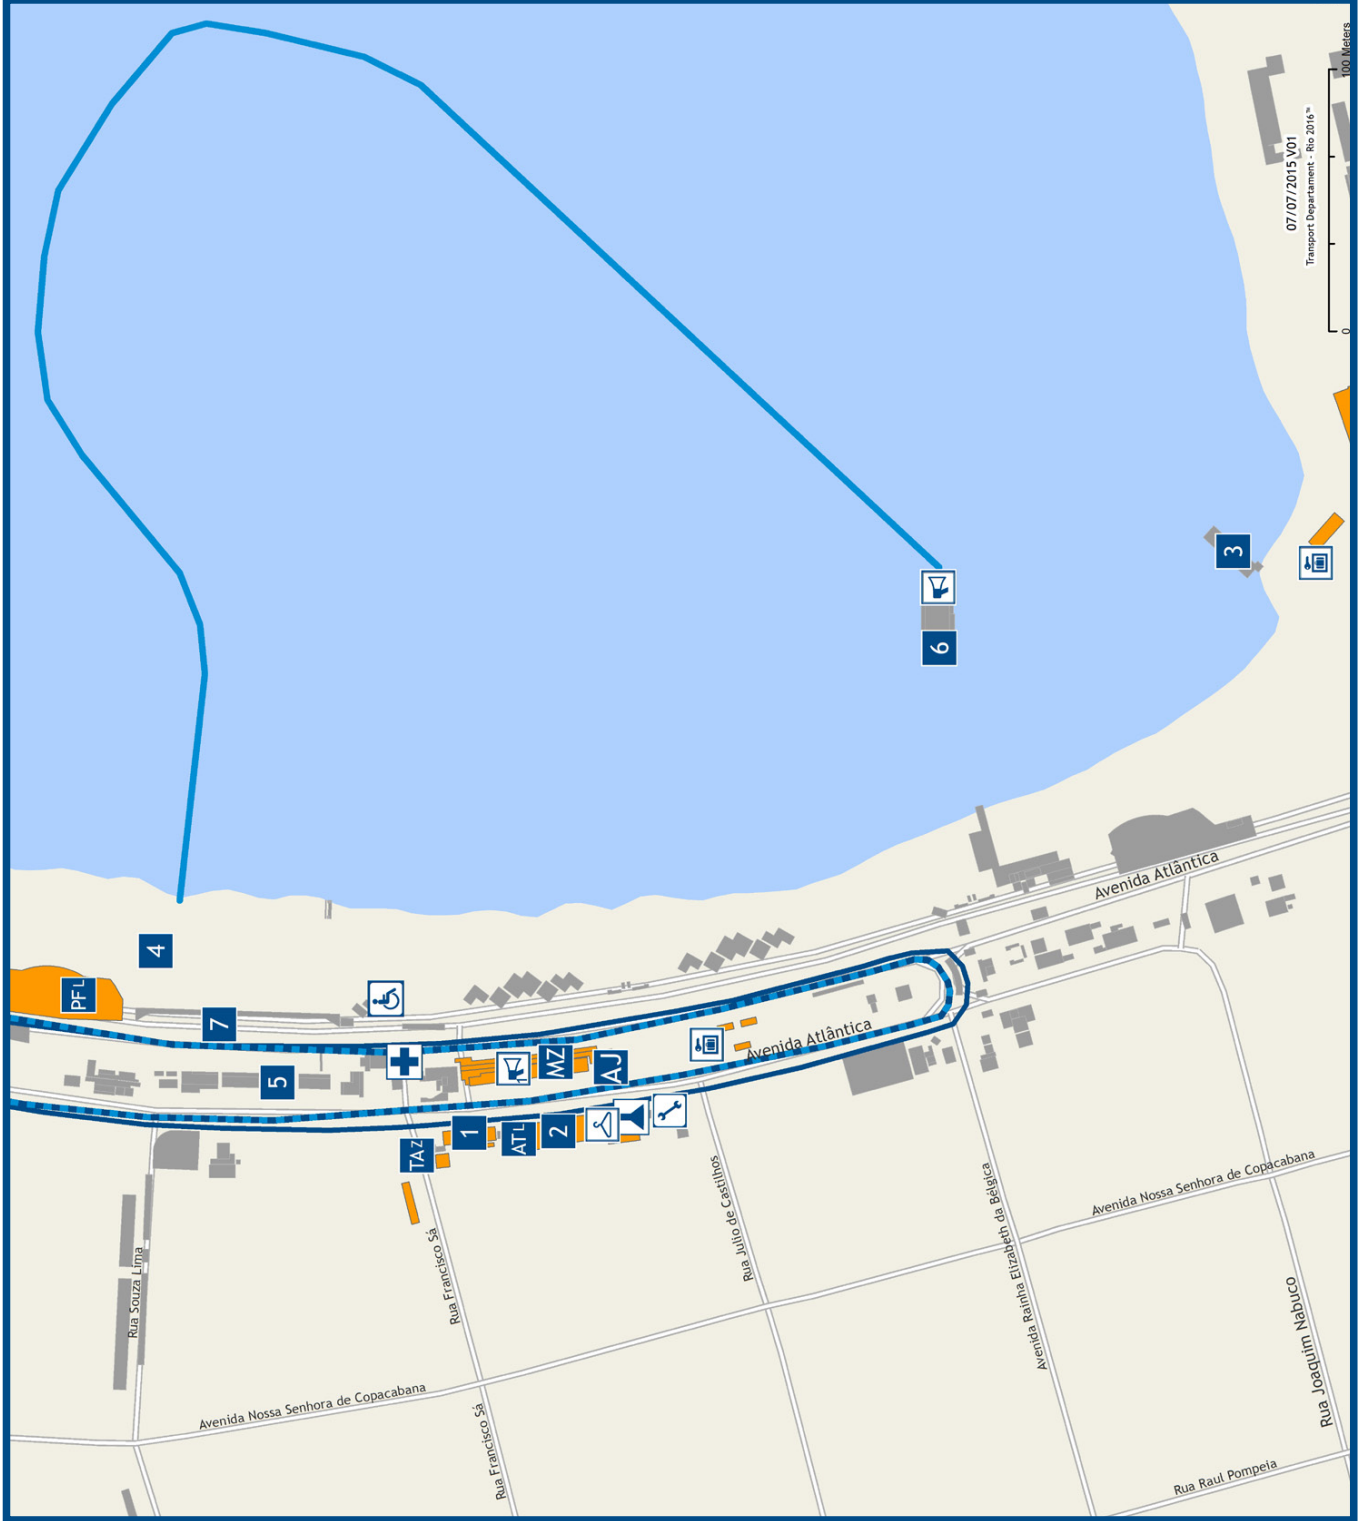 07/07/2015 V01
Transport Departament - Rio 2016™
0
100 Meters
3
6
4
PFL
7
5
MZ
AJ
TAZ
1
ATL
2
Avenida Atlântica
Avenida Atlântica
Rua Souza Lima
Rua Francisco Sá
Rua Francisco Sá
Rua Julio de Castilhos
Avenida Rainha Elizabeth da Bélgica
Avenida Nossa Senhora de Copacabana
Avenida Nossa Senhora de Copacabana
Rua Joaquim Nabuco
Rua Raul Pompeia